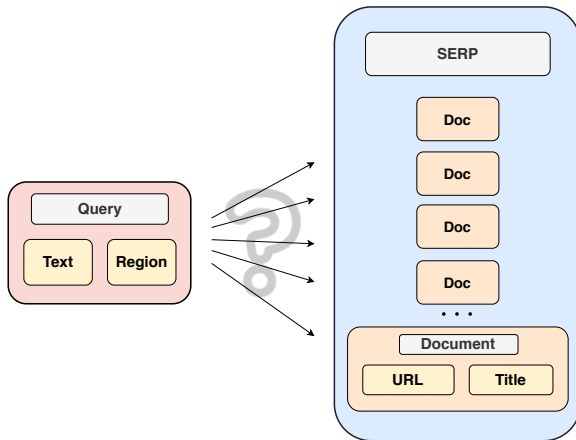 SERP
Doc
Doc
Doc
Doc
. . .
Query
Text Region
?
Document
URL Title